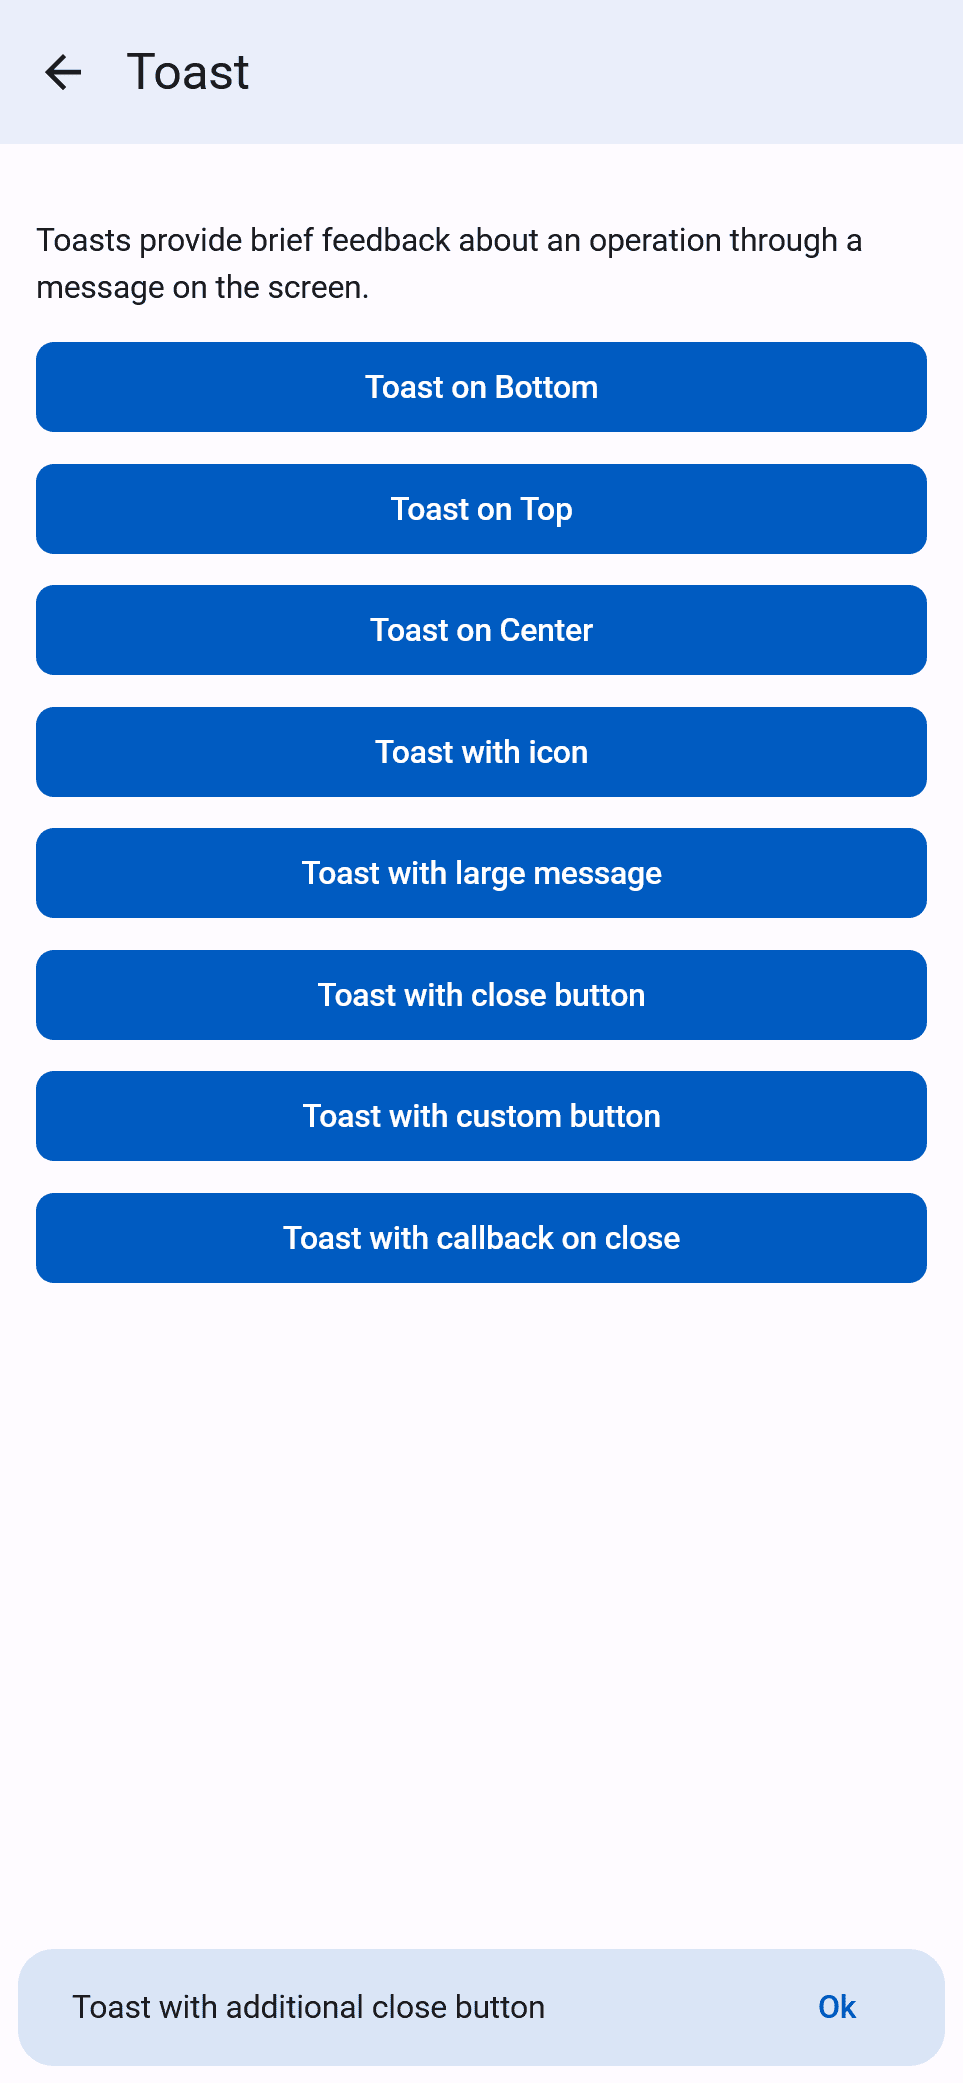 Toast
Toasts provide brief feedback about an operation through a
message on the screen.
Toast on Bottom
Toast on Top
Toast on Center
Toast with icon
Toast with large message
Toast with close button
Toast with custom button
Toast with callback on close
Toast with additional close button Ok